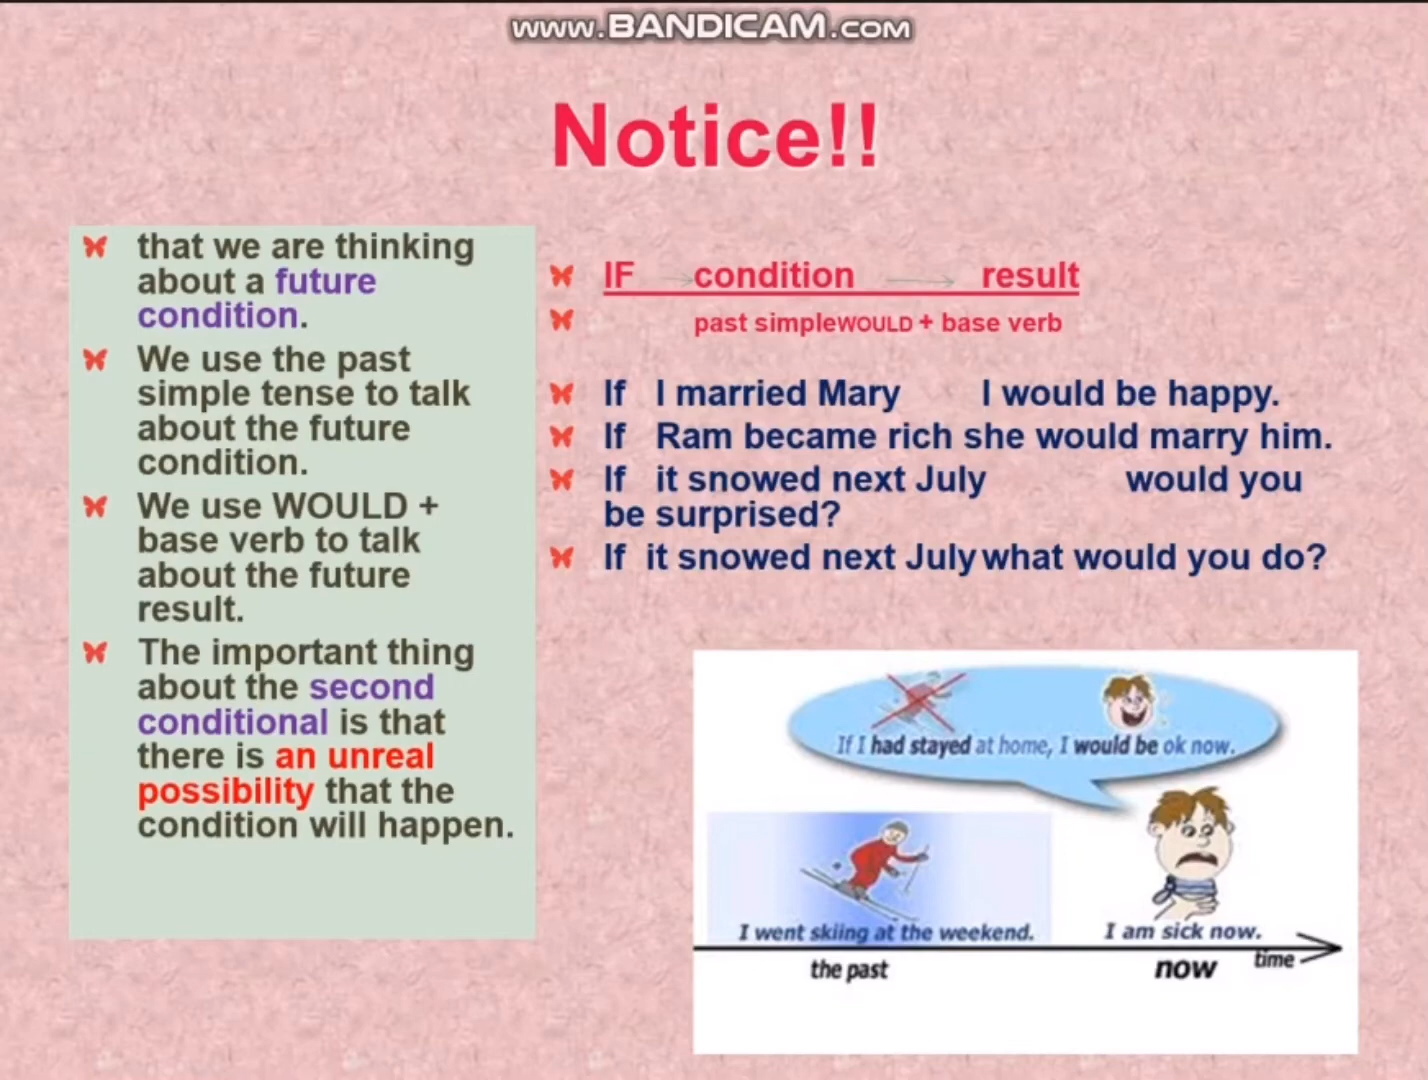 www.BANDICAM.com
Notice!!
that we are thinking
about a future
condition.
We use the past
simple tense to talk
about the future
condition.
We use WOULD +
base verb to talk
about the future
result.
The important thing
about the second
conditional is that
there is an unreal
possibility that the
condition will happen.
IF → condition → result
past simpleWOULD + base verb
If I married Mary I would be happy.
If Ram became rich she would marry him.
If it snowed next July would you
be surprised?
If it snowed next July what would you do?
If I had stayed at home, I would be ok now.
I went skiing at the weekend.
I am sick now.
the past
now
time